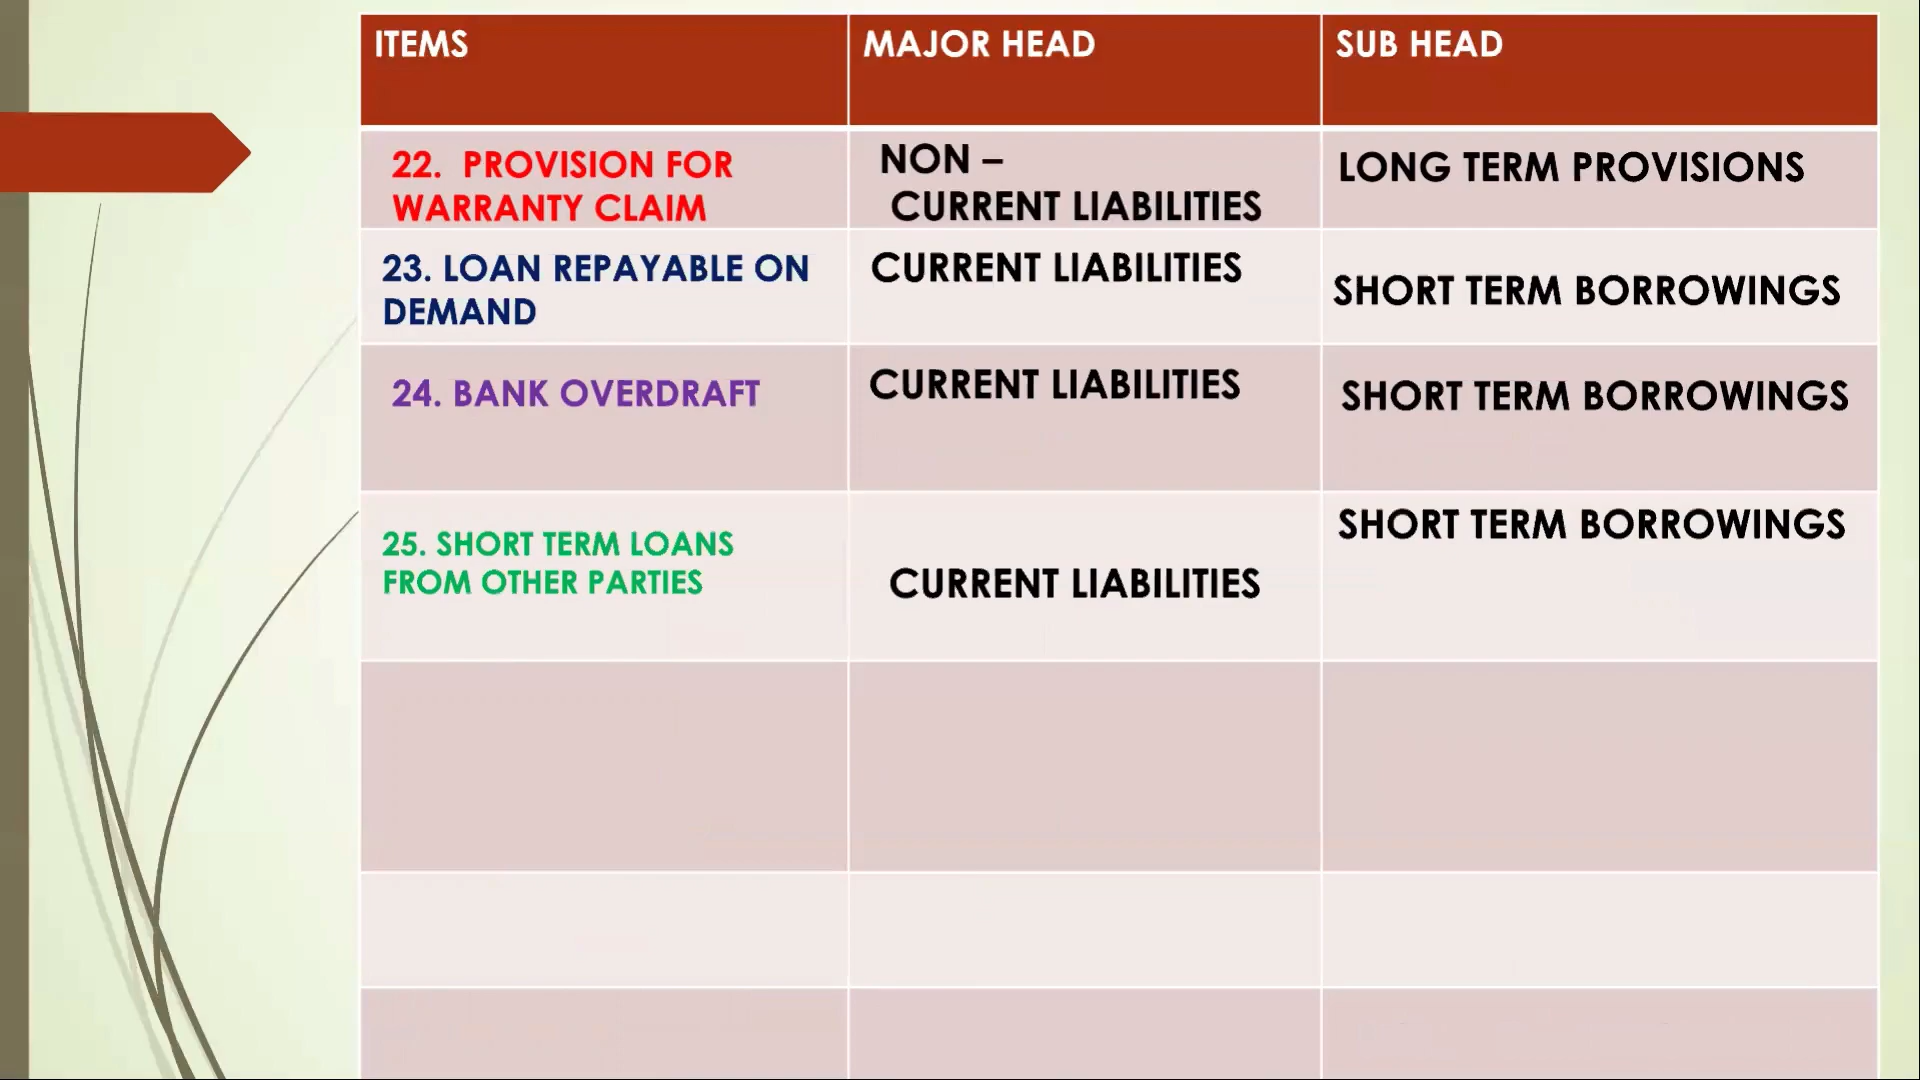 ITEMS
MAJOR HEAD
SUB HEAD
22. PROVISION FOR
WARRANTY CLAIM
NON –
CURRENT LIABILITIES
LONG TERM PROVISIONS
23. LOAN REPAYABLE ON
DEMAND
CURRENT LIABILITIES
SHORT TERM BORROWINGS
24. BANK OVERDRAFT
CURRENT LIABILITIES
SHORT TERM BORROWINGS
25. SHORT TERM LOANS
FROM OTHER PARTIES
CURRENT LIABILITIES
SHORT TERM BORROWINGS